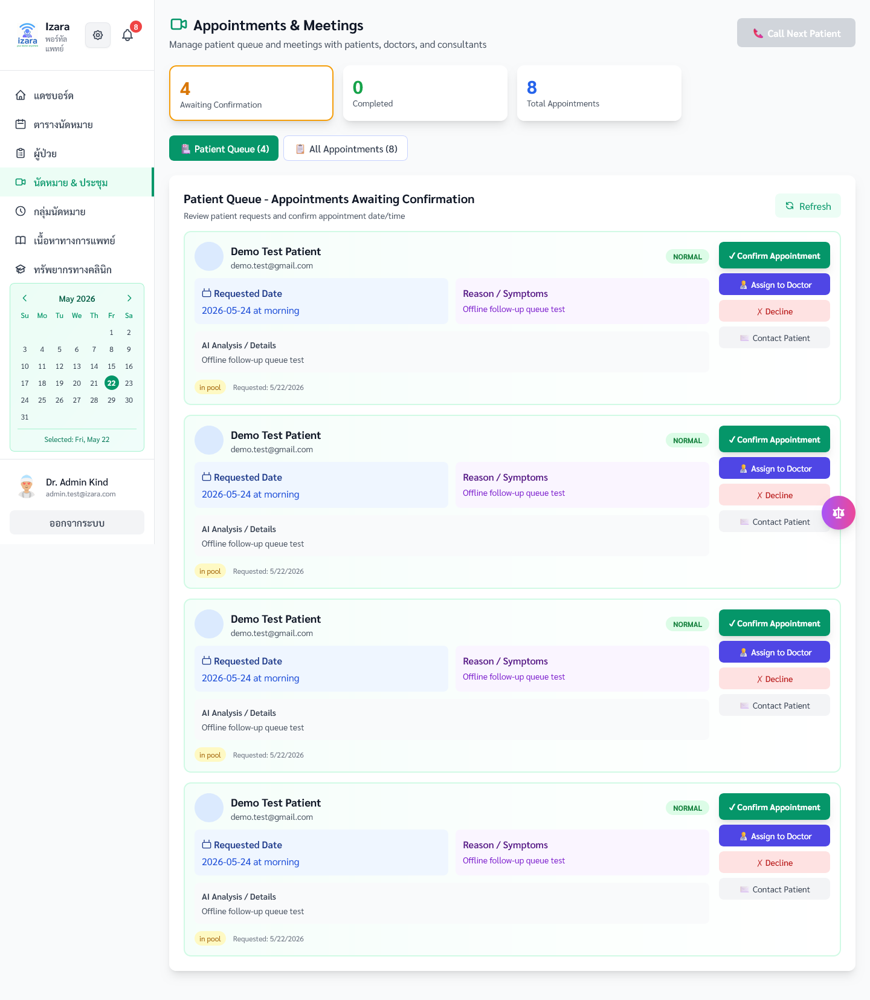 izara
Izara
พอร์ทัล
แพทย์
8
แดชบอร์ด
ตารางนัดหมาย
ผู้ป่วย
นัดหมาย & ประชุม
กลุ่มนัดหมาย
เนื้อหาทางการแพทย์
ทรัพยากรทางคลินิก
May 2026
Su Mo Tu We Th Fr Sa
1 2
3 4 5 6 7 8 9
10 11 12 13 14 15 16
17 18 19 20 21 22 23
24 25 26 27 28 29 30
31
Selected: Fri, May 22
Dr. Admin Kind
admin.test@izara.com
ออกจากระบบ
Appointments & Meetings
Manage patient queue and meetings with patients, doctors, and consultants
Call Next Patient
4
Awaiting Confirmation
0
Completed
8
Total Appointments
Patient Queue (4)
All Appointments (8)
Patient Queue - Appointments Awaiting Confirmation
Review patient requests and confirm appointment date/time
Refresh
Demo Test Patient
demo.test@gmail.com
NORMAL
Requested Date
2026-05-24 at morning
Reason / Symptoms
Offline follow-up queue test
AI Analysis / Details
Offline follow-up queue test
in pool
Requested: 5/22/2026
✓ Confirm Appointment
Assign to Doctor
✗ Decline
Contact Patient
Demo Test Patient
demo.test@gmail.com
NORMAL
Requested Date
2026-05-24 at morning
Reason / Symptoms
Offline follow-up queue test
AI Analysis / Details
Offline follow-up queue test
in pool
Requested: 5/22/2026
✓ Confirm Appointment
Assign to Doctor
✗ Decline
Contact Patient
Demo Test Patient
demo.test@gmail.com
NORMAL
Requested Date
2026-05-24 at morning
Reason / Symptoms
Offline follow-up queue test
AI Analysis / Details
Offline follow-up queue test
in pool
Requested: 5/22/2026
✓ Confirm Appointment
Assign to Doctor
✗ Decline
Contact Patient
Demo Test Patient
demo.test@gmail.com
NORMAL
Requested Date
2026-05-24 at morning
Reason / Symptoms
Offline follow-up queue test
AI Analysis / Details
Offline follow-up queue test
in pool
Requested: 5/22/2026
✓ Confirm Appointment
Assign to Doctor
✗ Decline
Contact Patient